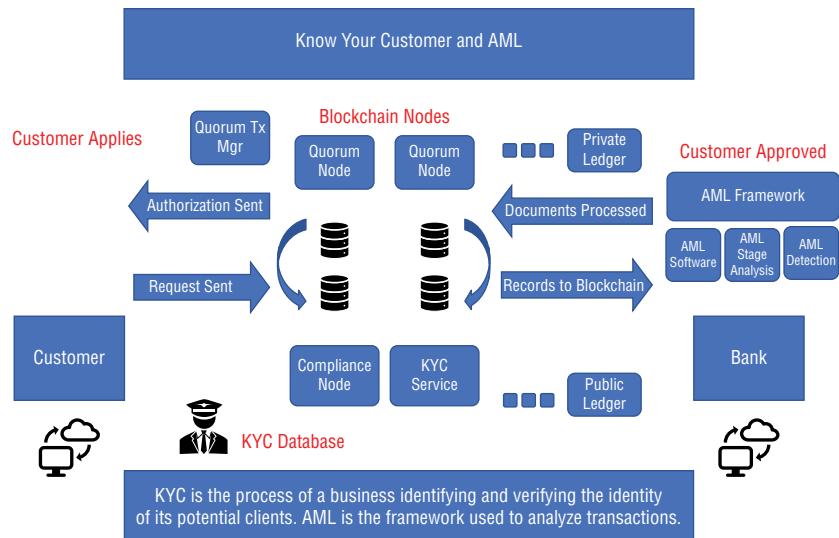 Know Your Customer and AML
Customer Applies
Quorum Tx
Mgr
Blockchain Nodes
Quorum
Node
Quorum
Node
Private
Ledger
Customer Approved
Authorization Sent
Documents Processed
AML Framework
AML
Software
AML
Stage
Analysis
AML
Detection
Request Sent
Records to Blockchain
Customer
Compliance
Node
KYC
Service
Public
Ledger
Bank
KYC Database
KYC is the process of a business identifying and verifying the identity
of its potential clients. AML is the framework used to analyze transactions.